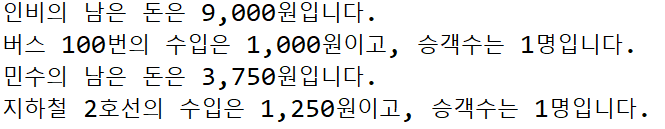 인비의 남은 돈은 9,000원입니다.
버스 100번의 수입은 1,000원이고, 승객수는 1명입니다.
민수의 남은 돈은 3,750원입니다.
지하철 2호선의 수입은 1,250원이고, 승객수는 1명입니다.